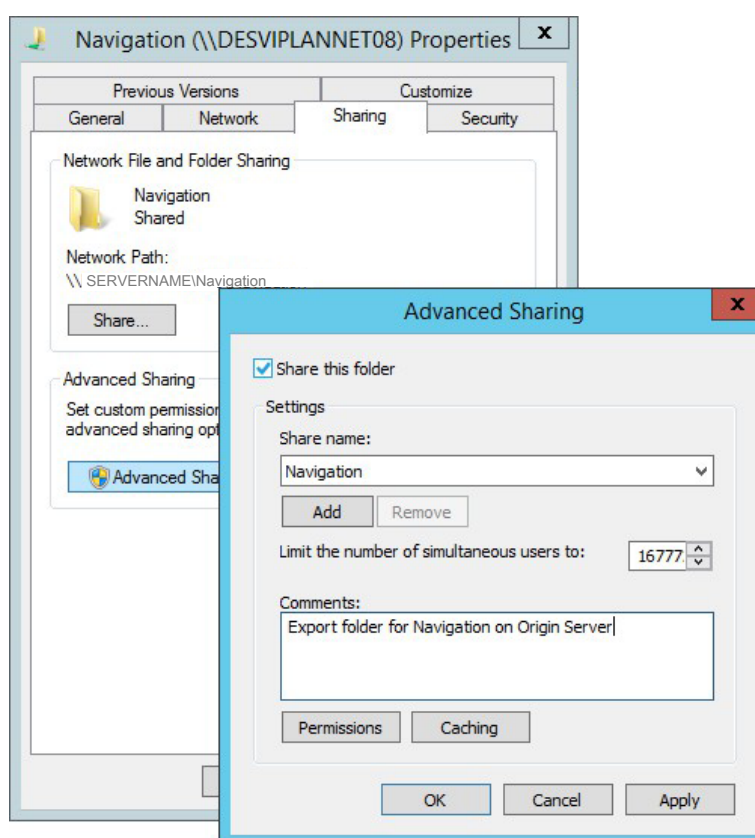 Navigation (\\DESVIPLANNET08) Properties
x
Previous Versions
Customize
General
Network
Sharing
Security
Network File and Folder Sharing
Navigation
Shared
Network Path:
\\ SERVERNAME\Navigation
Share...
Advanced Sharing
Set custom
advanced sharing
Advanced
Advanced Sharing
x
Share this folder
Settings
Share name:
Navigation
Add
Remove
Limit the number of simultaneous users to:
16777
Comments:
Export folder for Navigation on Origin Server
Permissions
Caching
OK
Cancel
Apply